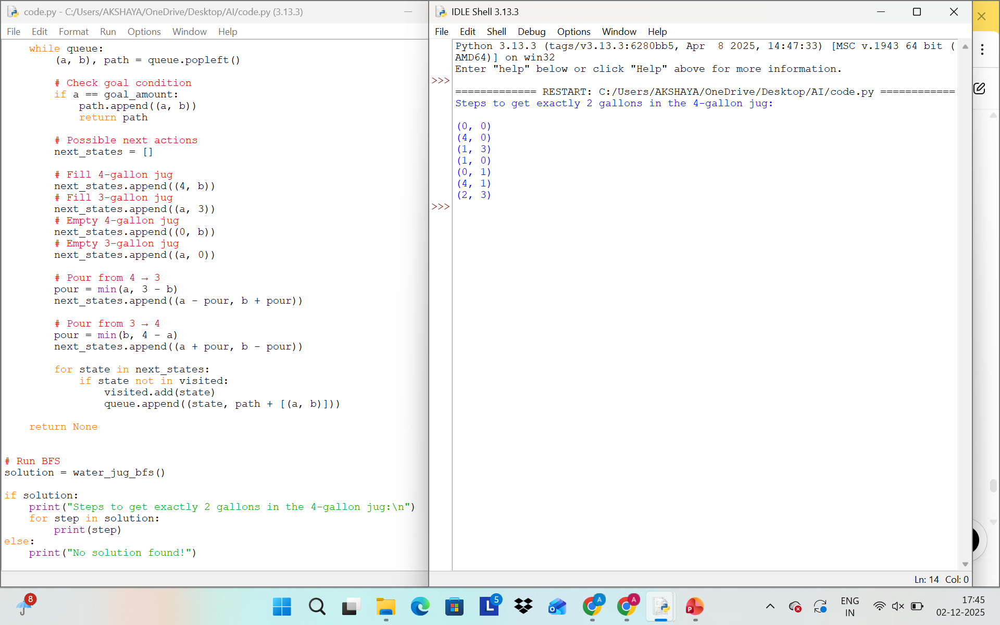 code.py - C:/Users/AKSHAYA/OneDrive/Desktop/AI/code.py (3.13.3)
File Edit Format Run Options Window Help
    while queue:
        (a, b), path = queue.popleft()

        # Check goal condition
        if a == goal_amount:
            path.append((a, b))
            return path

        # Possible next actions
        next_states = []

        # Fill 4-gallon jug
        next_states.append((4, b))
        # Fill 3-gallon jug
        next_states.append((a, 3))
        # Empty 4-gallon jug
        next_states.append((0, b))
        # Empty 3-gallon jug
        next_states.append((a, 0))

        # Pour from 4 → 3
        pour = min(a, 3 - b)
        next_states.append((a - pour, b + pour))

        # Pour from 3 → 4
        pour = min(b, 4 - a)
        next_states.append((a + pour, b - pour))

        for state in next_states:
            if state not in visited:
                visited.add(state)
                queue.append((state, path + [(a, b)]))

    return None


# Run BFS
solution = water_jug_bfs()

if solution:
    print("Steps to get exactly 2 gallons in the 4-gallon jug:\n")
    for step in solution:
        print(step)
else:
    print("No solution found!")
IDLE Shell 3.13.3
File Edit Shell Debug Options Window Help
Python 3.13.3 (tags/v3.13.3:6280bb5, Apr  8 2025, 14:47:33) [MSC v.1943 64 bit (
AMD64)] on win32
Enter "help" below or click "Help" above for more information.
>>>
============= RESTART: C:/Users/AKSHAYA/OneDrive/Desktop/AI/code.py ============
Steps to get exactly 2 gallons in the 4-gallon jug:

(0, 0)
(4, 0)
(1, 3)
(1, 0)
(0, 1)
(4, 1)
(2, 3)
>>>
Ln: 14 Col: 0
8
L
5
O
A
A
P
ENG
IN
17:45
02-12-2025